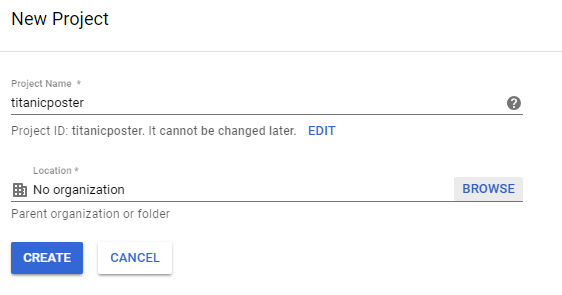 New Project
Project Name *
titanicposter
Project ID: titanicposter. It cannot be changed later. EDIT
Location *
No organization BROWSE
Parent organization or folder
CREATE CANCEL